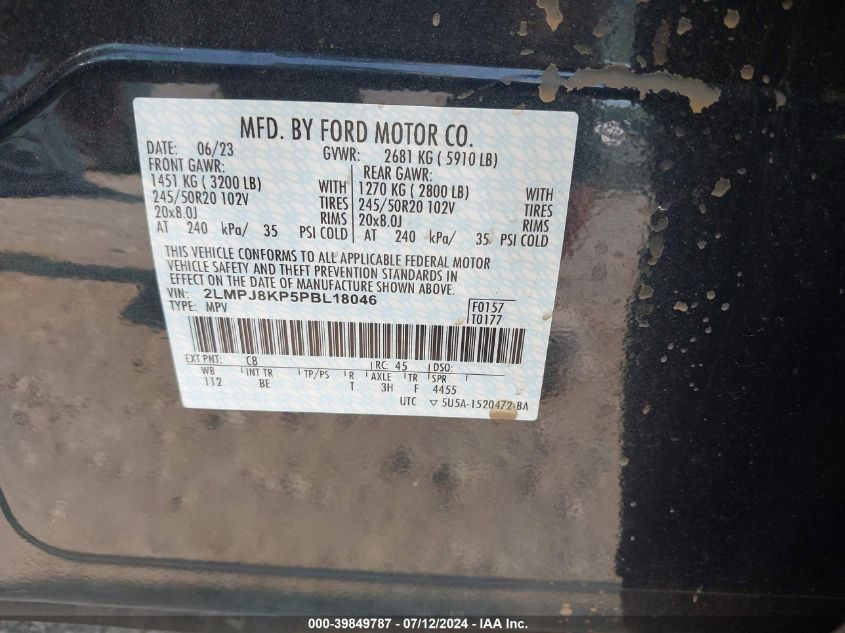 MFD. BY FORD MOTOR CO.
DATE: 06/23 GVWR: 2681 KG ( 5910 LB)
FRONT GAWR: REAR GAWR:
1451 KG ( 3200 LB) WITH 1270 KG ( 2800 LB) WITH
245/50R20 102V TIRES 245/50R20 102V TIRES
20x8.0J RIMS 20x8.0J RIMS
AT 240 kPa/ 35 PSI COLD AT 240 kPa/ 35 PSI COLD
THIS VEHICLE CONFORMS TO ALL APPLICABLE FEDERAL MOTOR
VEHICLE SAFETY AND THEFT PREVENTION STANDARDS IN
EFFECT ON THE DATE OF MANUFACTURE SHOWN ABOVE.
VIN: 2LMPJ8KP5PBL18046 F0157
TYPE: MPV T0177
EXT PNT: C8 RC: 45 DSO:
WB INT TR TP/PS R AXLE TR SPR
112 BE T 3H F 4455
UTC ▽ 5U5A-1520472-BA
000-39849787 - 07/12/2024 - IAA Inc.